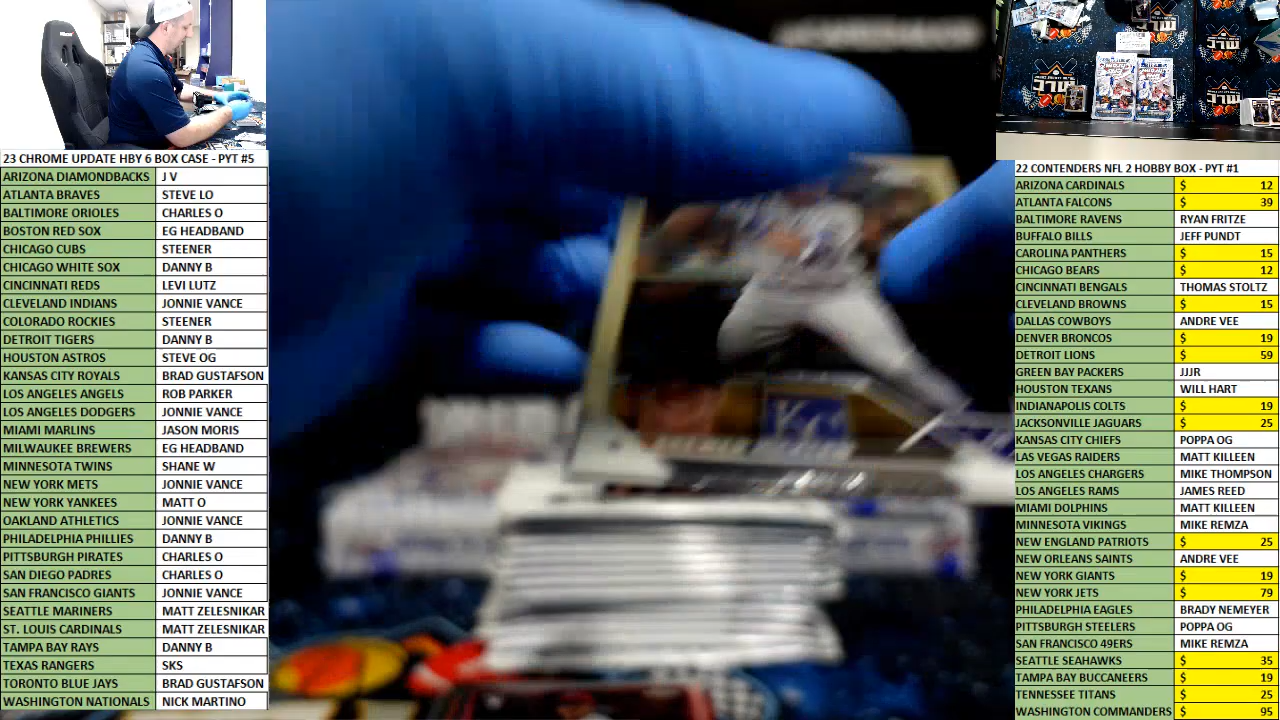 23 CHROME UPDATE HBY 6 BOX CASE - PYT #5
ARIZONA DIAMONDBACKS J V
ATLANTA BRAVES STEVE LO
BALTIMORE ORIOLES CHARLES O
BOSTON RED SOX EG HEADBAND
CHICAGO CUBS STEENER
CHICAGO WHITE SOX DANNY B
CINCINNATI REDS LEVI LUTZ
CLEVELAND INDIANS JONNIE VANCE
COLORADO ROCKIES STEENER
DETROIT TIGERS DANNY B
HOUSTON ASTROS STEVE OG
KANSAS CITY ROYALS BRAD GUSTAFSON
LOS ANGELES ANGELS ROB PARKER
LOS ANGELES DODGERS JONNIE VANCE
MIAMI MARLINS JASON MORIS
MILWAUKEE BREWERS EG HEADBAND
MINNESOTA TWINS SHANE W
NEW YORK METS JONNIE VANCE
NEW YORK YANKEES MATT O
OAKLAND ATHLETICS JONNIE VANCE
PHILADELPHIA PHILLIES DANNY B
PITTSBURGH PIRATES CHARLES O
SAN DIEGO PADRES CHARLES O
SAN FRANCISCO GIANTS JONNIE VANCE
SEATTLE MARINERS MATT ZELESNIKAR
ST. LOUIS CARDINALS MATT ZELESNIKAR
TAMPA BAY RAYS DANNY B
TEXAS RANGERS SKS
TORONTO BLUE JAYS BRAD GUSTAFSON
WASHINGTON NATIONALS NICK MARTINO
22 CONTENDERS NFL 2 HOBBY BOX - PYT #1
ARIZONA CARDINALS $ 12
ATLANTA FALCONS $ 39
BALTIMORE RAVENS RYAN FRITZE
BUFFALO BILLS JEFF PUNDT
CAROLINA PANTHERS $ 15
CHICAGO BEARS $ 12
CINCINNATI BENGALS THOMAS STOLTZ
CLEVELAND BROWNS $ 15
DALLAS COWBOYS ANDRE VEE
DENVER BRONCOS $ 19
DETROIT LIONS $ 59
GREEN BAY PACKERS JJJR
HOUSTON TEXANS WILL HART
INDIANAPOLIS COLTS $ 19
JACKSONVILLE JAGUARS $ 25
KANSAS CITY CHIEFS POPPA OG
LAS VEGAS RAIDERS MATT KILLEEN
LOS ANGELES CHARGERS MIKE THOMPSON
LOS ANGELES RAMS JAMES REED
MIAMI DOLPHINS MATT KILLEEN
MINNESOTA VIKINGS MIKE REMZA
NEW ENGLAND PATRIOTS $ 25
NEW ORLEANS SAINTS ANDRE VEE
NEW YORK GIANTS $ 19
NEW YORK JETS $ 79
PHILADELPHIA EAGLES BRADY NEMEYER
PITTSBURGH STEELERS POPPA OG
SAN FRANCISCO 49ERS MIKE REMZA
SEATTLE SEAHAWKS $ 35
TAMPA BAY BUCCANEERS $ 19
TENNESSEE TITANS $ 25
WASHINGTON COMMANDERS $ 95